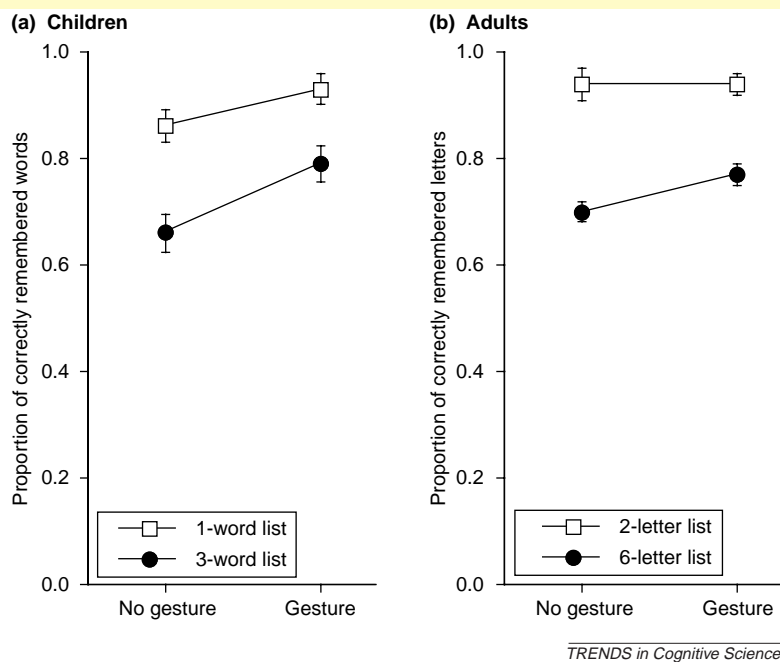 (a) Children
Proportion of correctly remembered words
1.0
0.8
0.6
0.4
0.2
0.0
1-word list
3-word list
No gesture
Gesture
(b) Adults
Proportion of correctly remembered letters
1.0
0.8
0.6
0.4
0.2
0.0
2-letter list
6-letter list
No gesture
Gesture
TRENDS in Cognitive Science